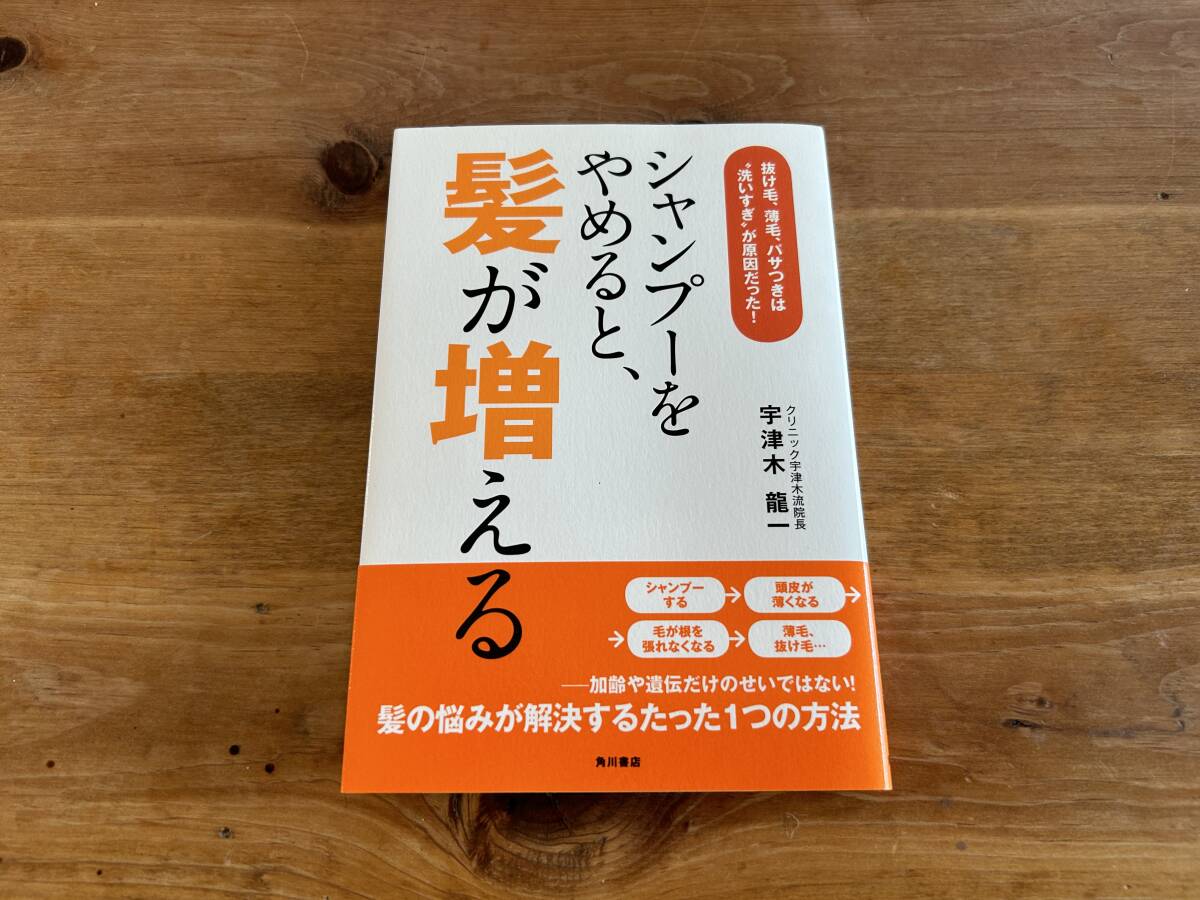 抜け毛、薄毛、パサつきは
〝洗いすぎ〟が原因だった！
シャンプーを
やめると、
髪が増える
クリニック宇津木流院長
宇津木 龍一
シャンプー
する
→
頭皮が
薄くなる
→
→
毛が根を
張れなくなる
→
薄毛、
抜け毛…
──加齢や遺伝だけのせいではない！
髪の悩みが解決するたった1つの方法
角川書店